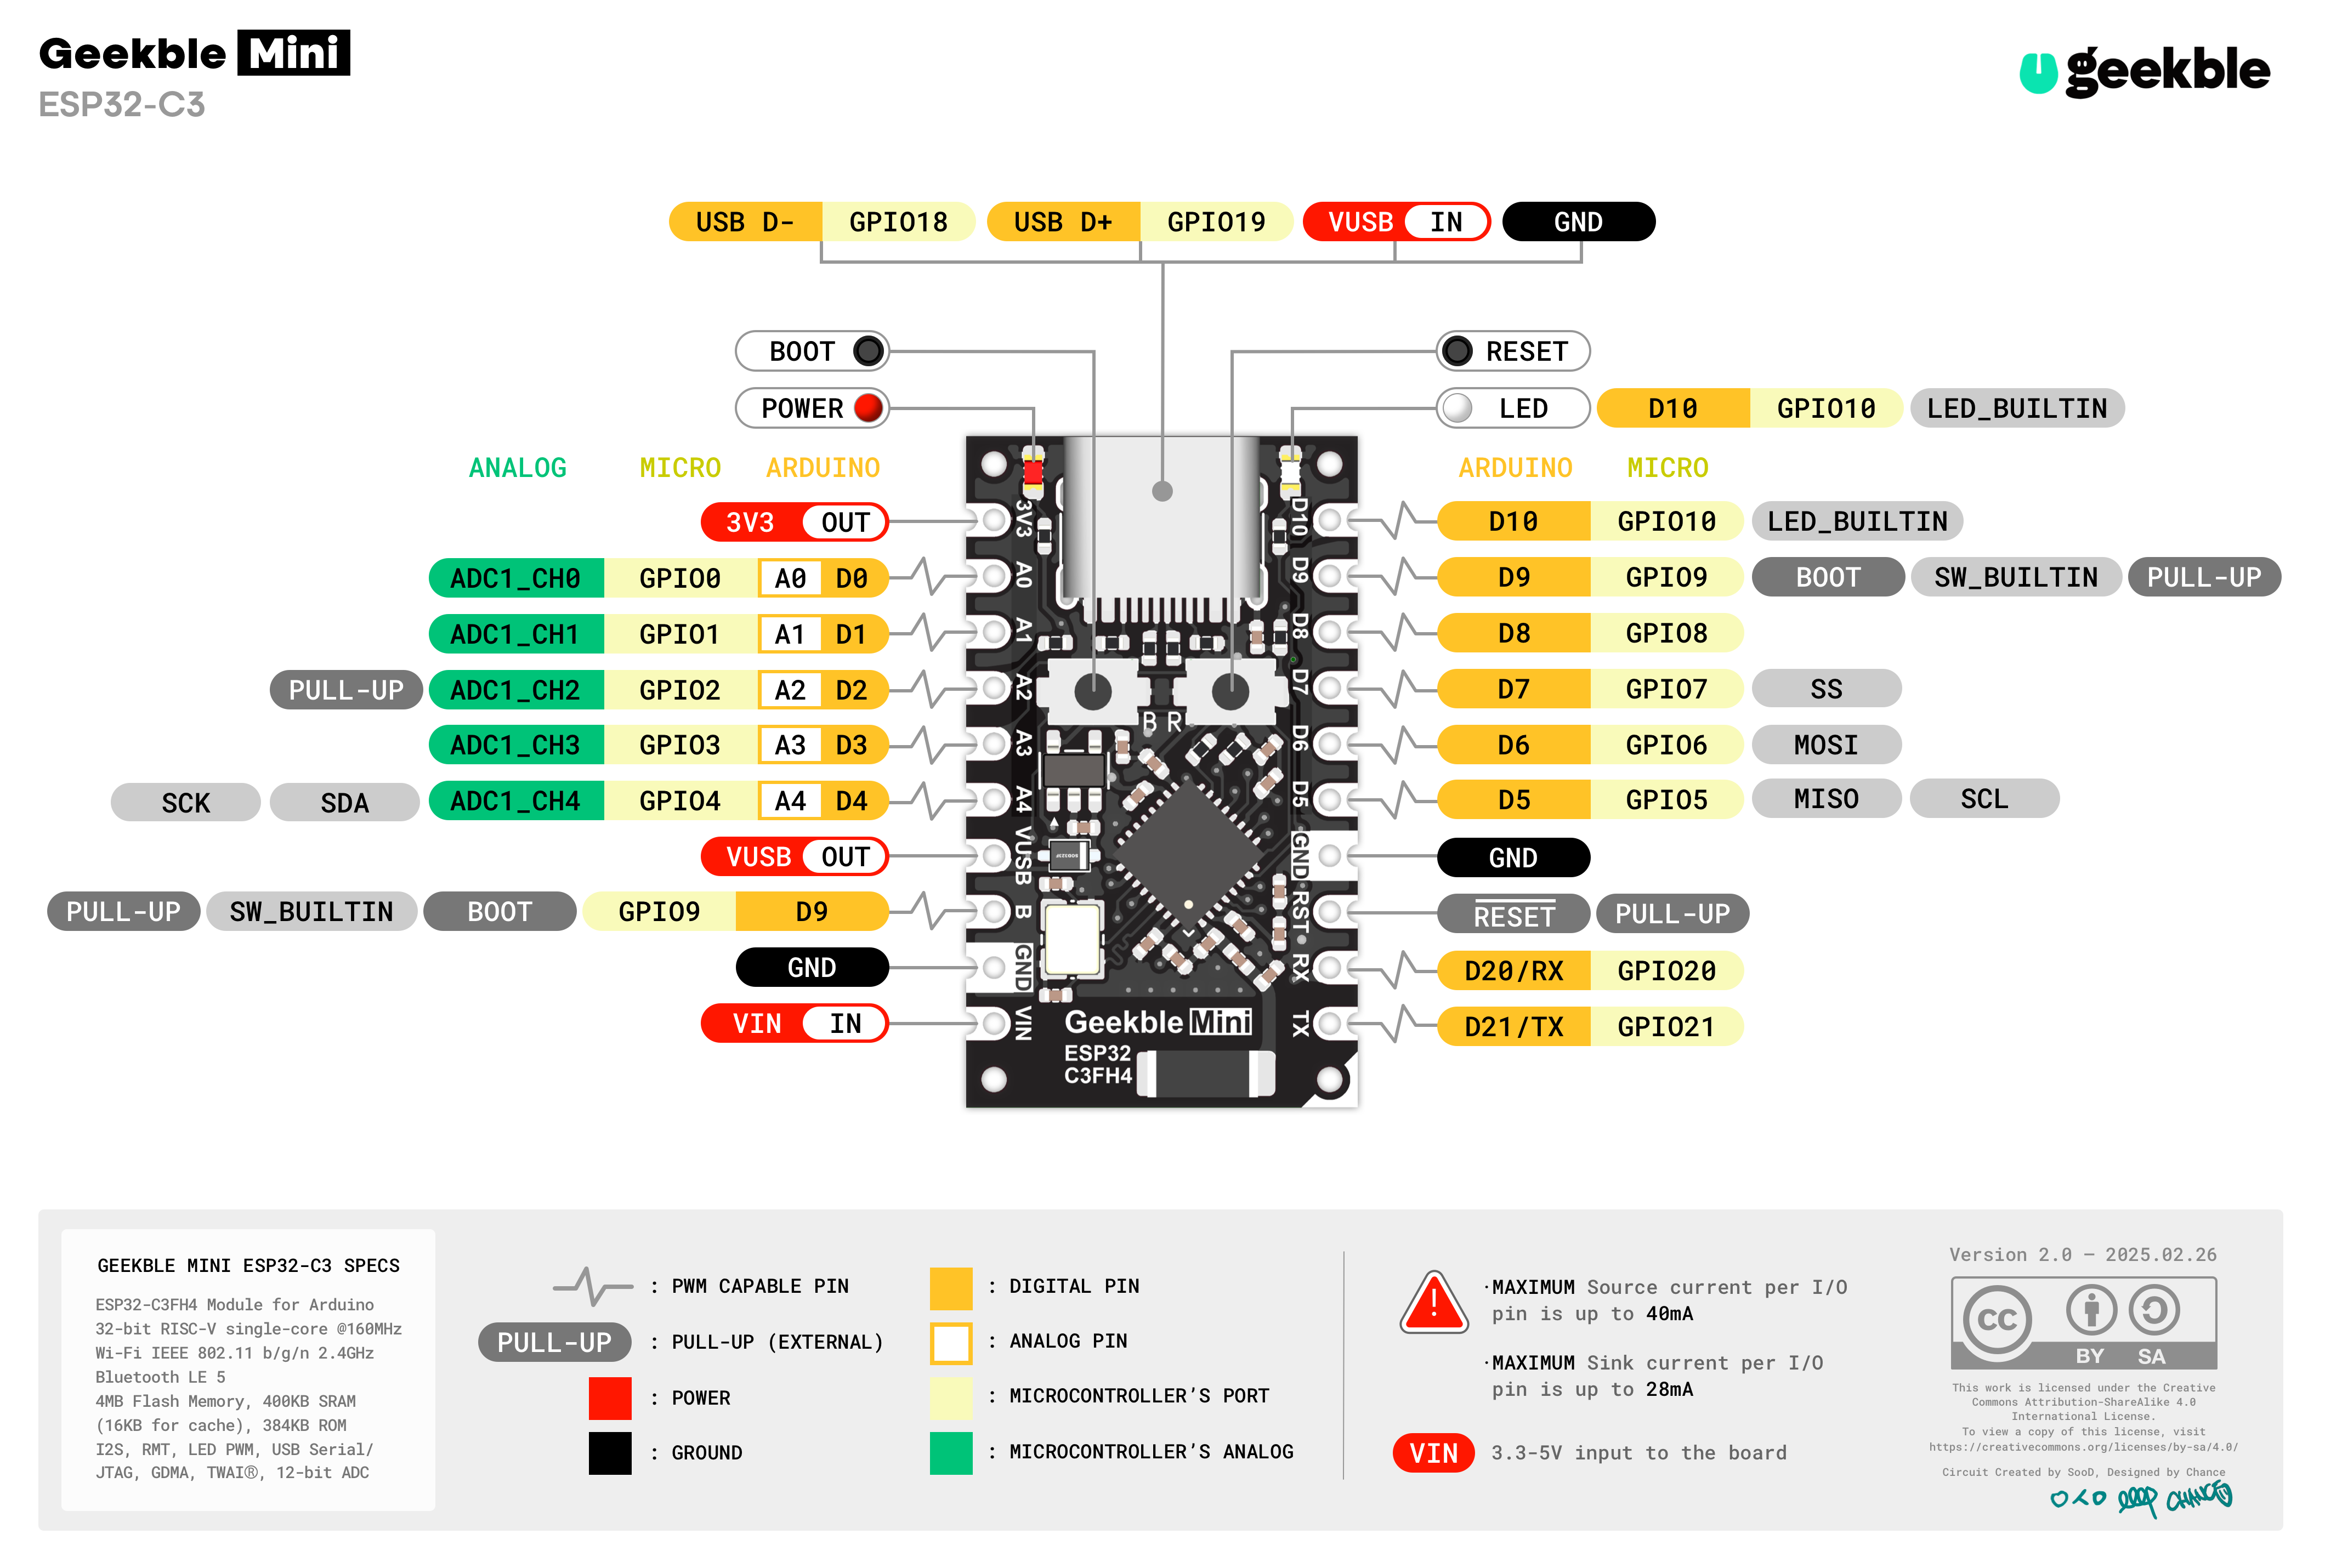 Geekble Mini
ESP32-C3
geekble
USB D- GPIO18 USB D+ GPIO19 VUSB IN GND
BOOT RESET
POWER LED D10 GPIO10 LED_BUILTIN
ANALOG MICRO ARDUINO ARDUINO MICRO
3V3 OUT 3V3 D10 D10 GPIO10 LED_BUILTIN
ADC1_CH0 GPIO0 A0 D0 A0 D9 D9 GPIO9 BOOT SW_BUILTIN PULL-UP
ADC1_CH1 GPIO1 A1 D1 A1 D8 D8 GPIO8
PULL-UP ADC1_CH2 GPIO2 A2 D2 A2 D7 D7 GPIO7 SS
B R
ADC1_CH3 GPIO3 A3 D3 A3 D6 D6 GPIO6 MOSI
SCK SDA ADC1_CH4 GPIO4 A4 D4 A4 D5 D5 GPIO5 MISO SCL
VUSB OUT VUSB GND GND
PULL-UP SW_BUILTIN BOOT GPIO9 D9 B RST RESET PULL-UP
GND GND RX D20/RX GPIO20
VIN IN VIN Geekble Mini TX D21/TX GPIO21
ESP32
C3FH4
GEEKBLE MINI ESP32-C3 SPECS
ESP32-C3FH4 Module for Arduino
32-bit RISC-V single-core @160MHz
Wi-Fi IEEE 802.11 b/g/n 2.4GHz
Bluetooth LE 5
4MB Flash Memory, 400KB SRAM
(16KB for cache), 384KB ROM
I2S, RMT, LED PWM, USB Serial/
JTAG, GDMA, TWAI®, 12-bit ADC
: PWM CAPABLE PIN
PULL-UP : PULL-UP (EXTERNAL)
: POWER
: GROUND
: DIGITAL PIN
: ANALOG PIN
: MICROCONTROLLER'S PORT
: MICROCONTROLLER'S ANALOG
! ·MAXIMUM Source current per I/O
pin is up to 40mA
·MAXIMUM Sink current per I/O
pin is up to 28mA
VIN 3.3-5V input to the board
Version 2.0 – 2025.02.26
cc
BY SA
This work is licensed under the Creative
Commons Attribution-ShareAlike 4.0
International License.
To view a copy of this license, visit
https://creativecommons.org/licenses/by-sa/4.0/
Circuit Created by SooD, Designed by Chance